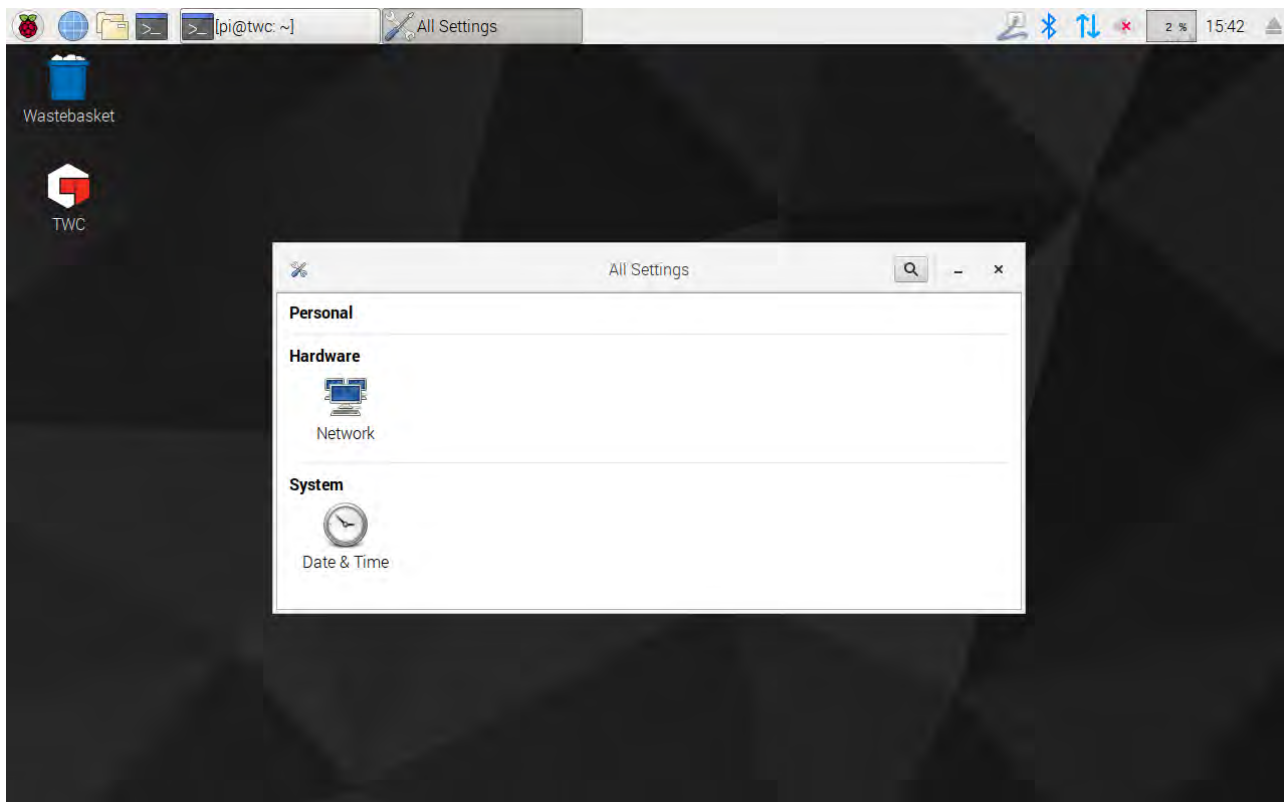 [pi@twc: ~] All Settings 2 % 15:42
Wastebasket
TWC
All Settings
Personal
Hardware
Network
System
Date & Time